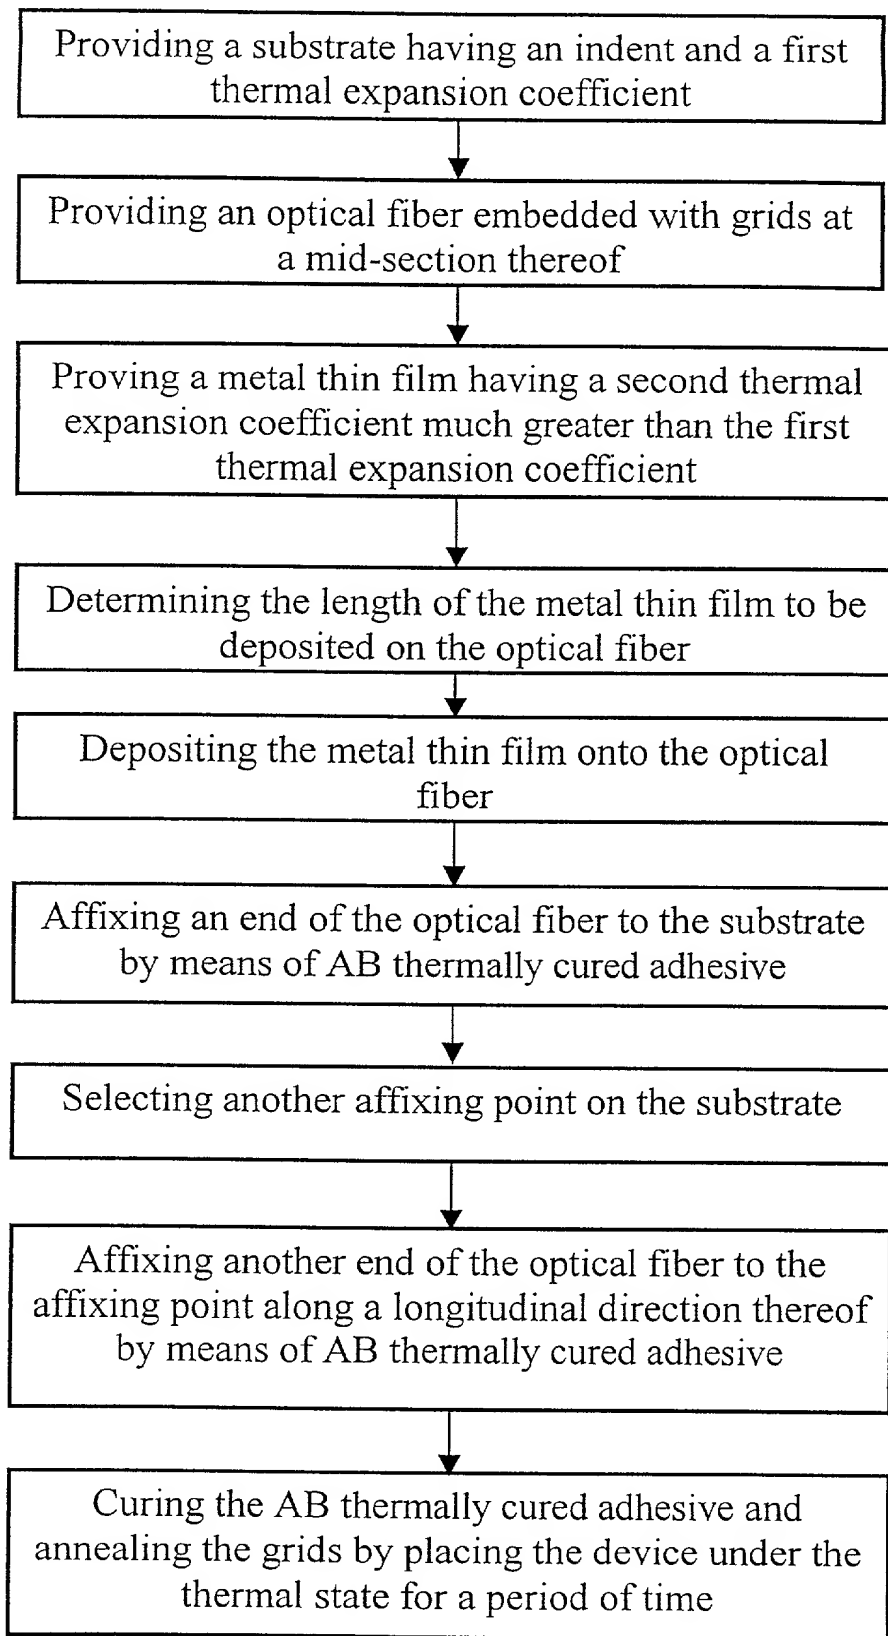 Providing a substrate having an indent and a first
thermal expansion coefficient
Providing an optical fiber embedded with grids at
a mid-section thereof
Proving a metal thin film having a second thermal
expansion coefficient much greater than the first
thermal expansion coefficient
Determining the length of the metal thin film to be
deposited on the optical fiber
Depositing the metal thin film onto the optical
fiber
Affixing an end of the optical fiber to the substrate
by means of AB thermally cured adhesive
Selecting another affixing point on the substrate
Affixing another end of the optical fiber to the
affixing point along a longitudinal direction thereof
by means of AB thermally cured adhesive
Curing the AB thermally cured adhesive and
annealing the grids by placing the device under the
thermal state for a period of time